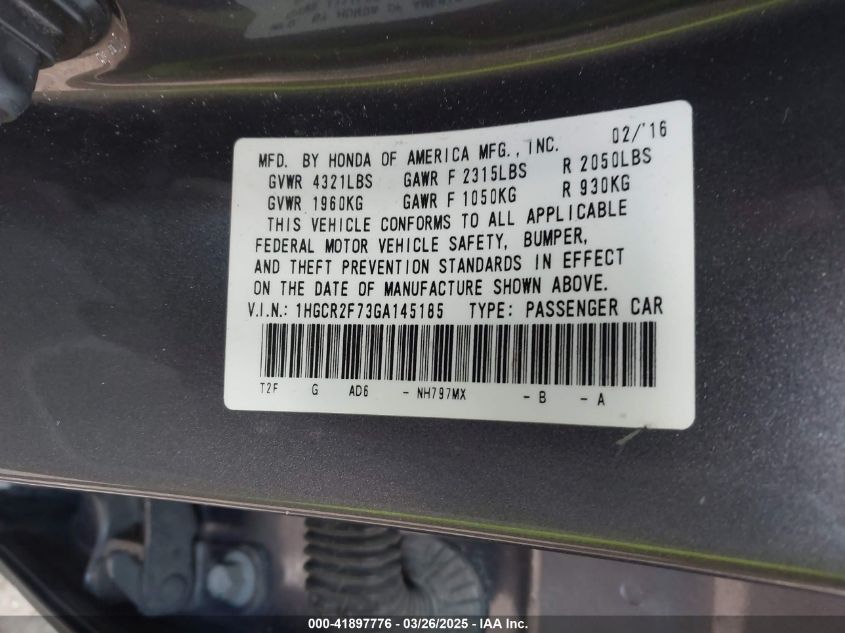 02/'16
MFD. BY HONDA OF AMERICA MFG., INC.
GVWR 4321LBS GAWR F 2315LBS R 2050LBS
GVWR 1960KG GAWR F 1050KG R 930KG
THIS VEHICLE CONFORMS TO ALL APPLICABLE
FEDERAL MOTOR VEHICLE SAFETY, BUMPER,
AND THEFT PREVENTION STANDARDS IN EFFECT
ON THE DATE OF MANUFACTURE SHOWN ABOVE.
V.I.N.: 1HGCR2F73GA145185 TYPE: PASSENGER CAR
T2F G AD6 - NH797MX - B - A
000-41897776 | 03/26/2025 | IAA Inc.